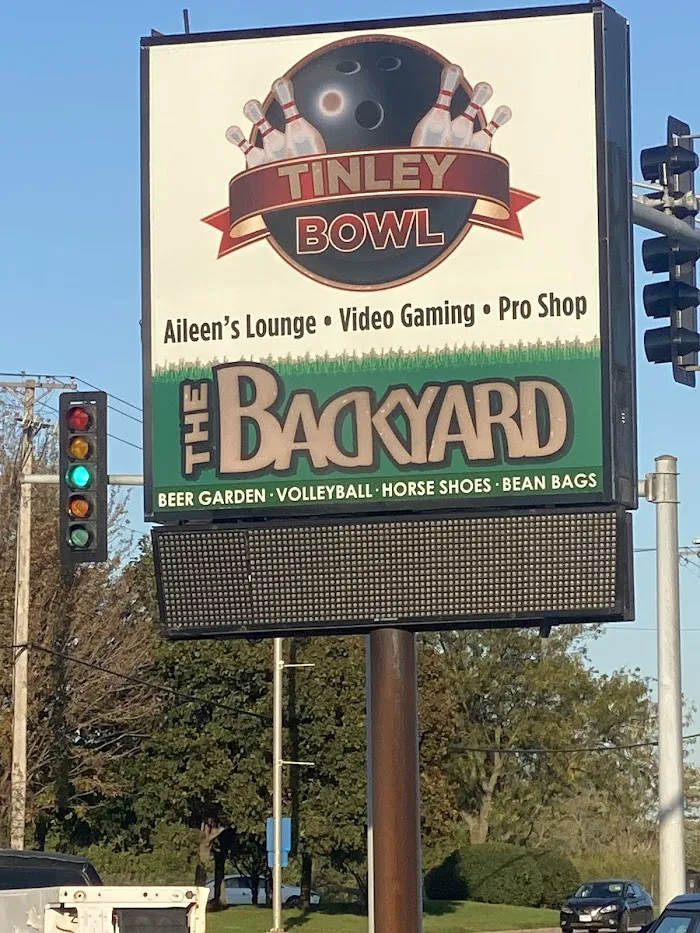 TINLEY
BOWL
Aileen's Lounge • Video Gaming • Pro Shop
THE BACKYARD
BEER GARDEN · VOLLEYBALL · HORSE SHOES · BEAN BAGS